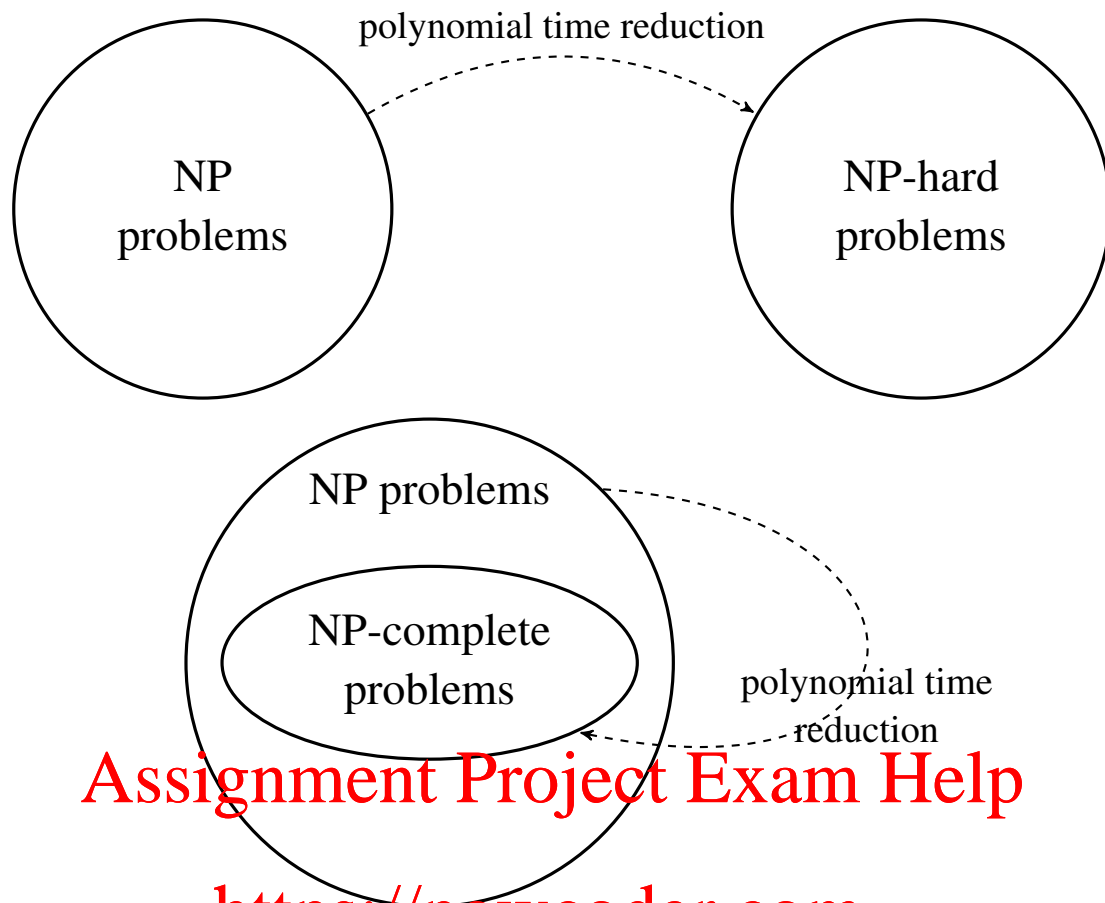 polynomial time reduction
NP
problems
NP-hard
problems
NP problems
NP-complete
problems
polynomial time
reduction
Assignment Project Exam Help